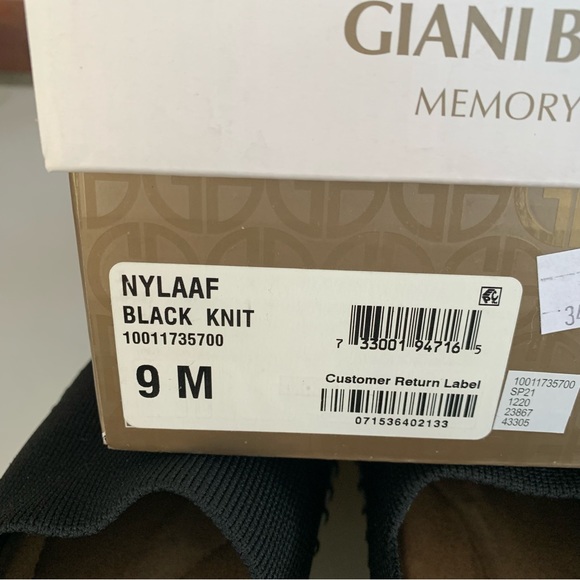 GIANI B
MEMORY
NYLAAF
BLACK KNIT
10011735700
9 M
7 33001 94716 5
Customer Return Label
071536402133
10011735700
SP21
1220
23867
43305
34